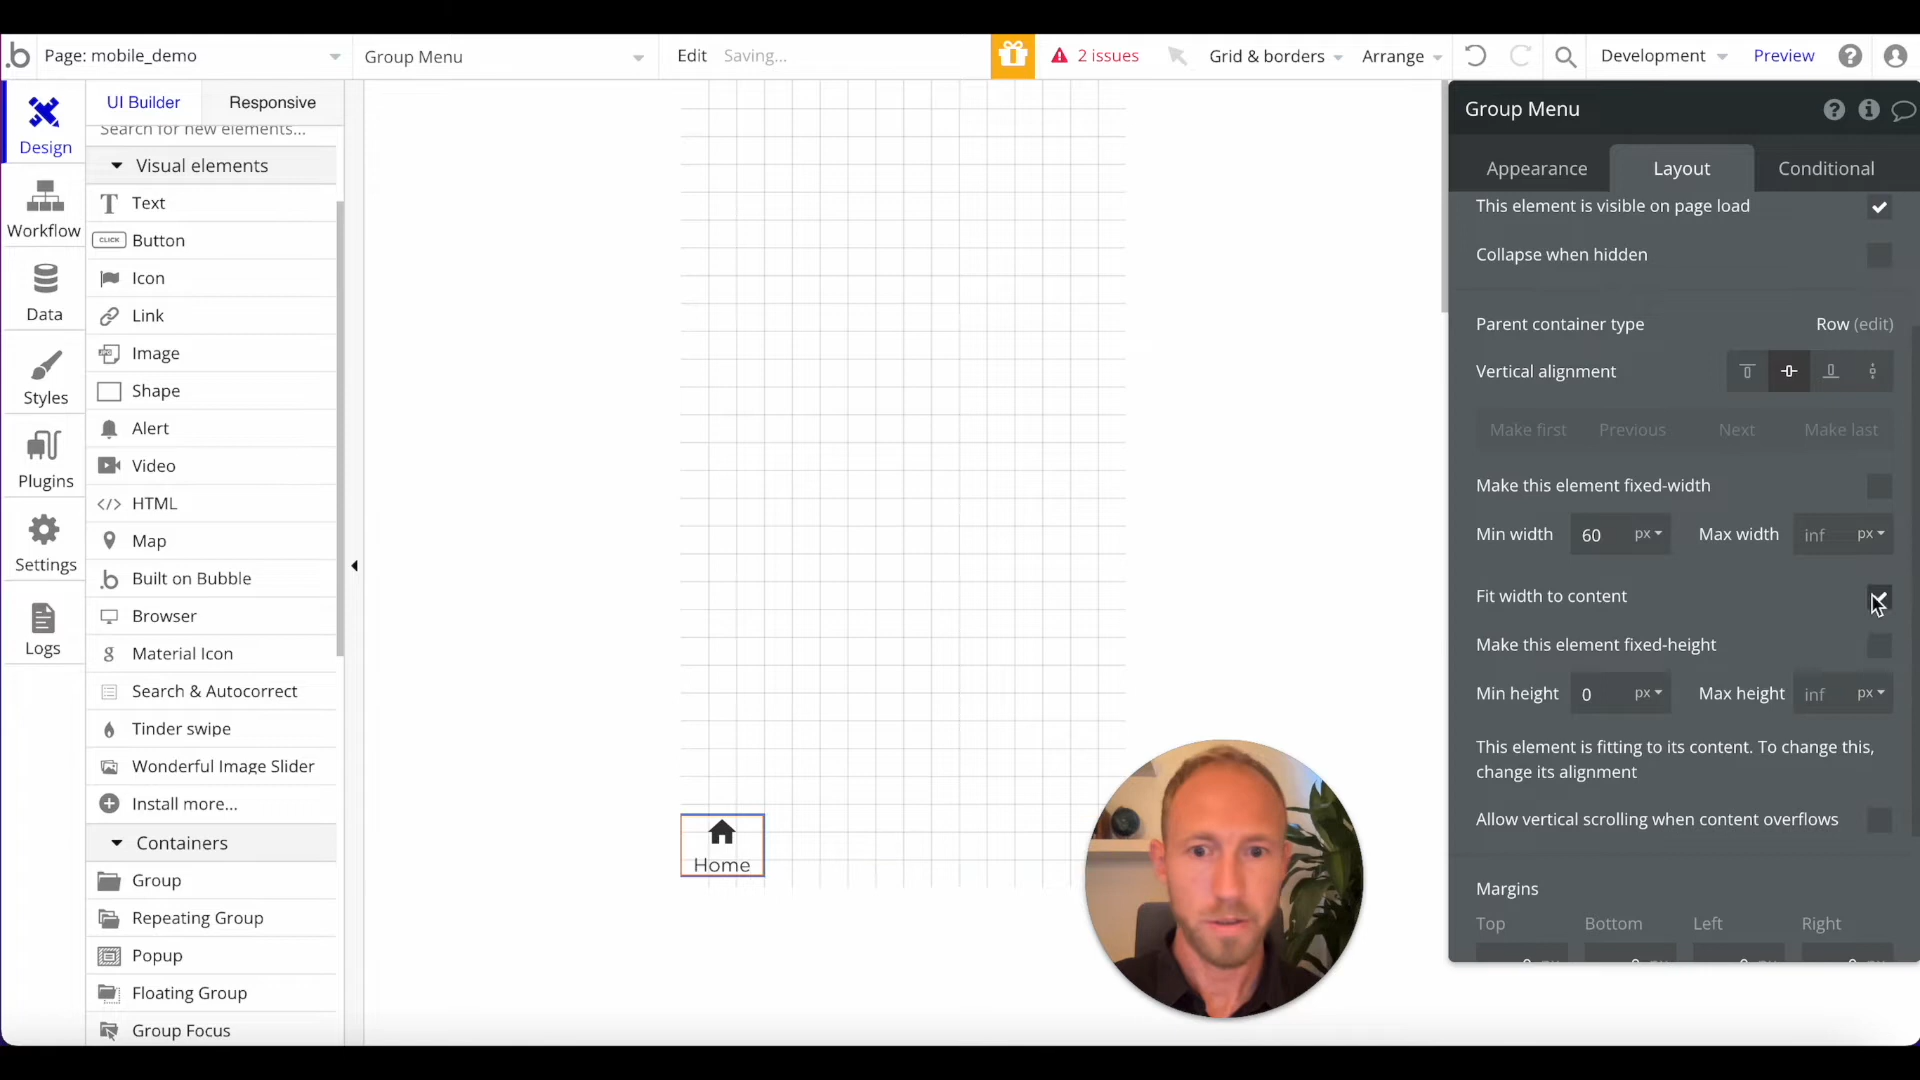 Page: mobile_demo
Group Menu
Edit
Saving...
2 issues
Grid & borders
Arrange
Development
Preview
Design
Workflow
Data
Styles
Plugins
Settings
Logs
UI Builder
Responsive
Search for new elements...
Visual elements
Text
CLICK Button
Icon
Link
Image
Shape
Alert
Video
HTML
Map
Built on Bubble
Browser
Material Icon
Search & Autocorrect
Tinder swipe
Wonderful Image Slider
Install more...
Containers
Group
Repeating Group
Popup
Floating Group
Group Focus
Home
Group Menu
Appearance
Layout
Conditional
This element is visible on page load
Collapse when hidden
Parent container type Row (edit)
Vertical alignment
Make first Previous Next Make last
Make this element fixed-width
Min width 60 px Max width inf px
Fit width to content
Make this element fixed-height
Min height 0 px Max height inf px
This element is fitting to its content. To change this,
change its alignment
Allow vertical scrolling when content overflows
Margins
Top Bottom Left Right